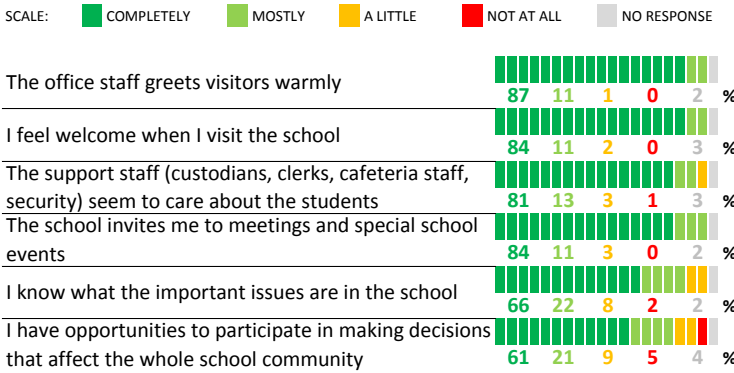 SCALE: COMPLETELY MOSTLY A LITTLE NOT AT ALL NO RESPONSE
The office staff greets visitors warmly
87 11 1 0 2 %
I feel welcome when I visit the school
84 11 2 0 3 %
The support staff (custodians, clerks, cafeteria staff,
security) seem to care about the students
81 13 3 1 3 %
The school invites me to meetings and special school
events
84 11 3 0 2 %
I know what the important issues are in the school
66 22 8 2 2 %
I have opportunities to participate in making decisions
that affect the whole school community
61 21 9 5 4 %